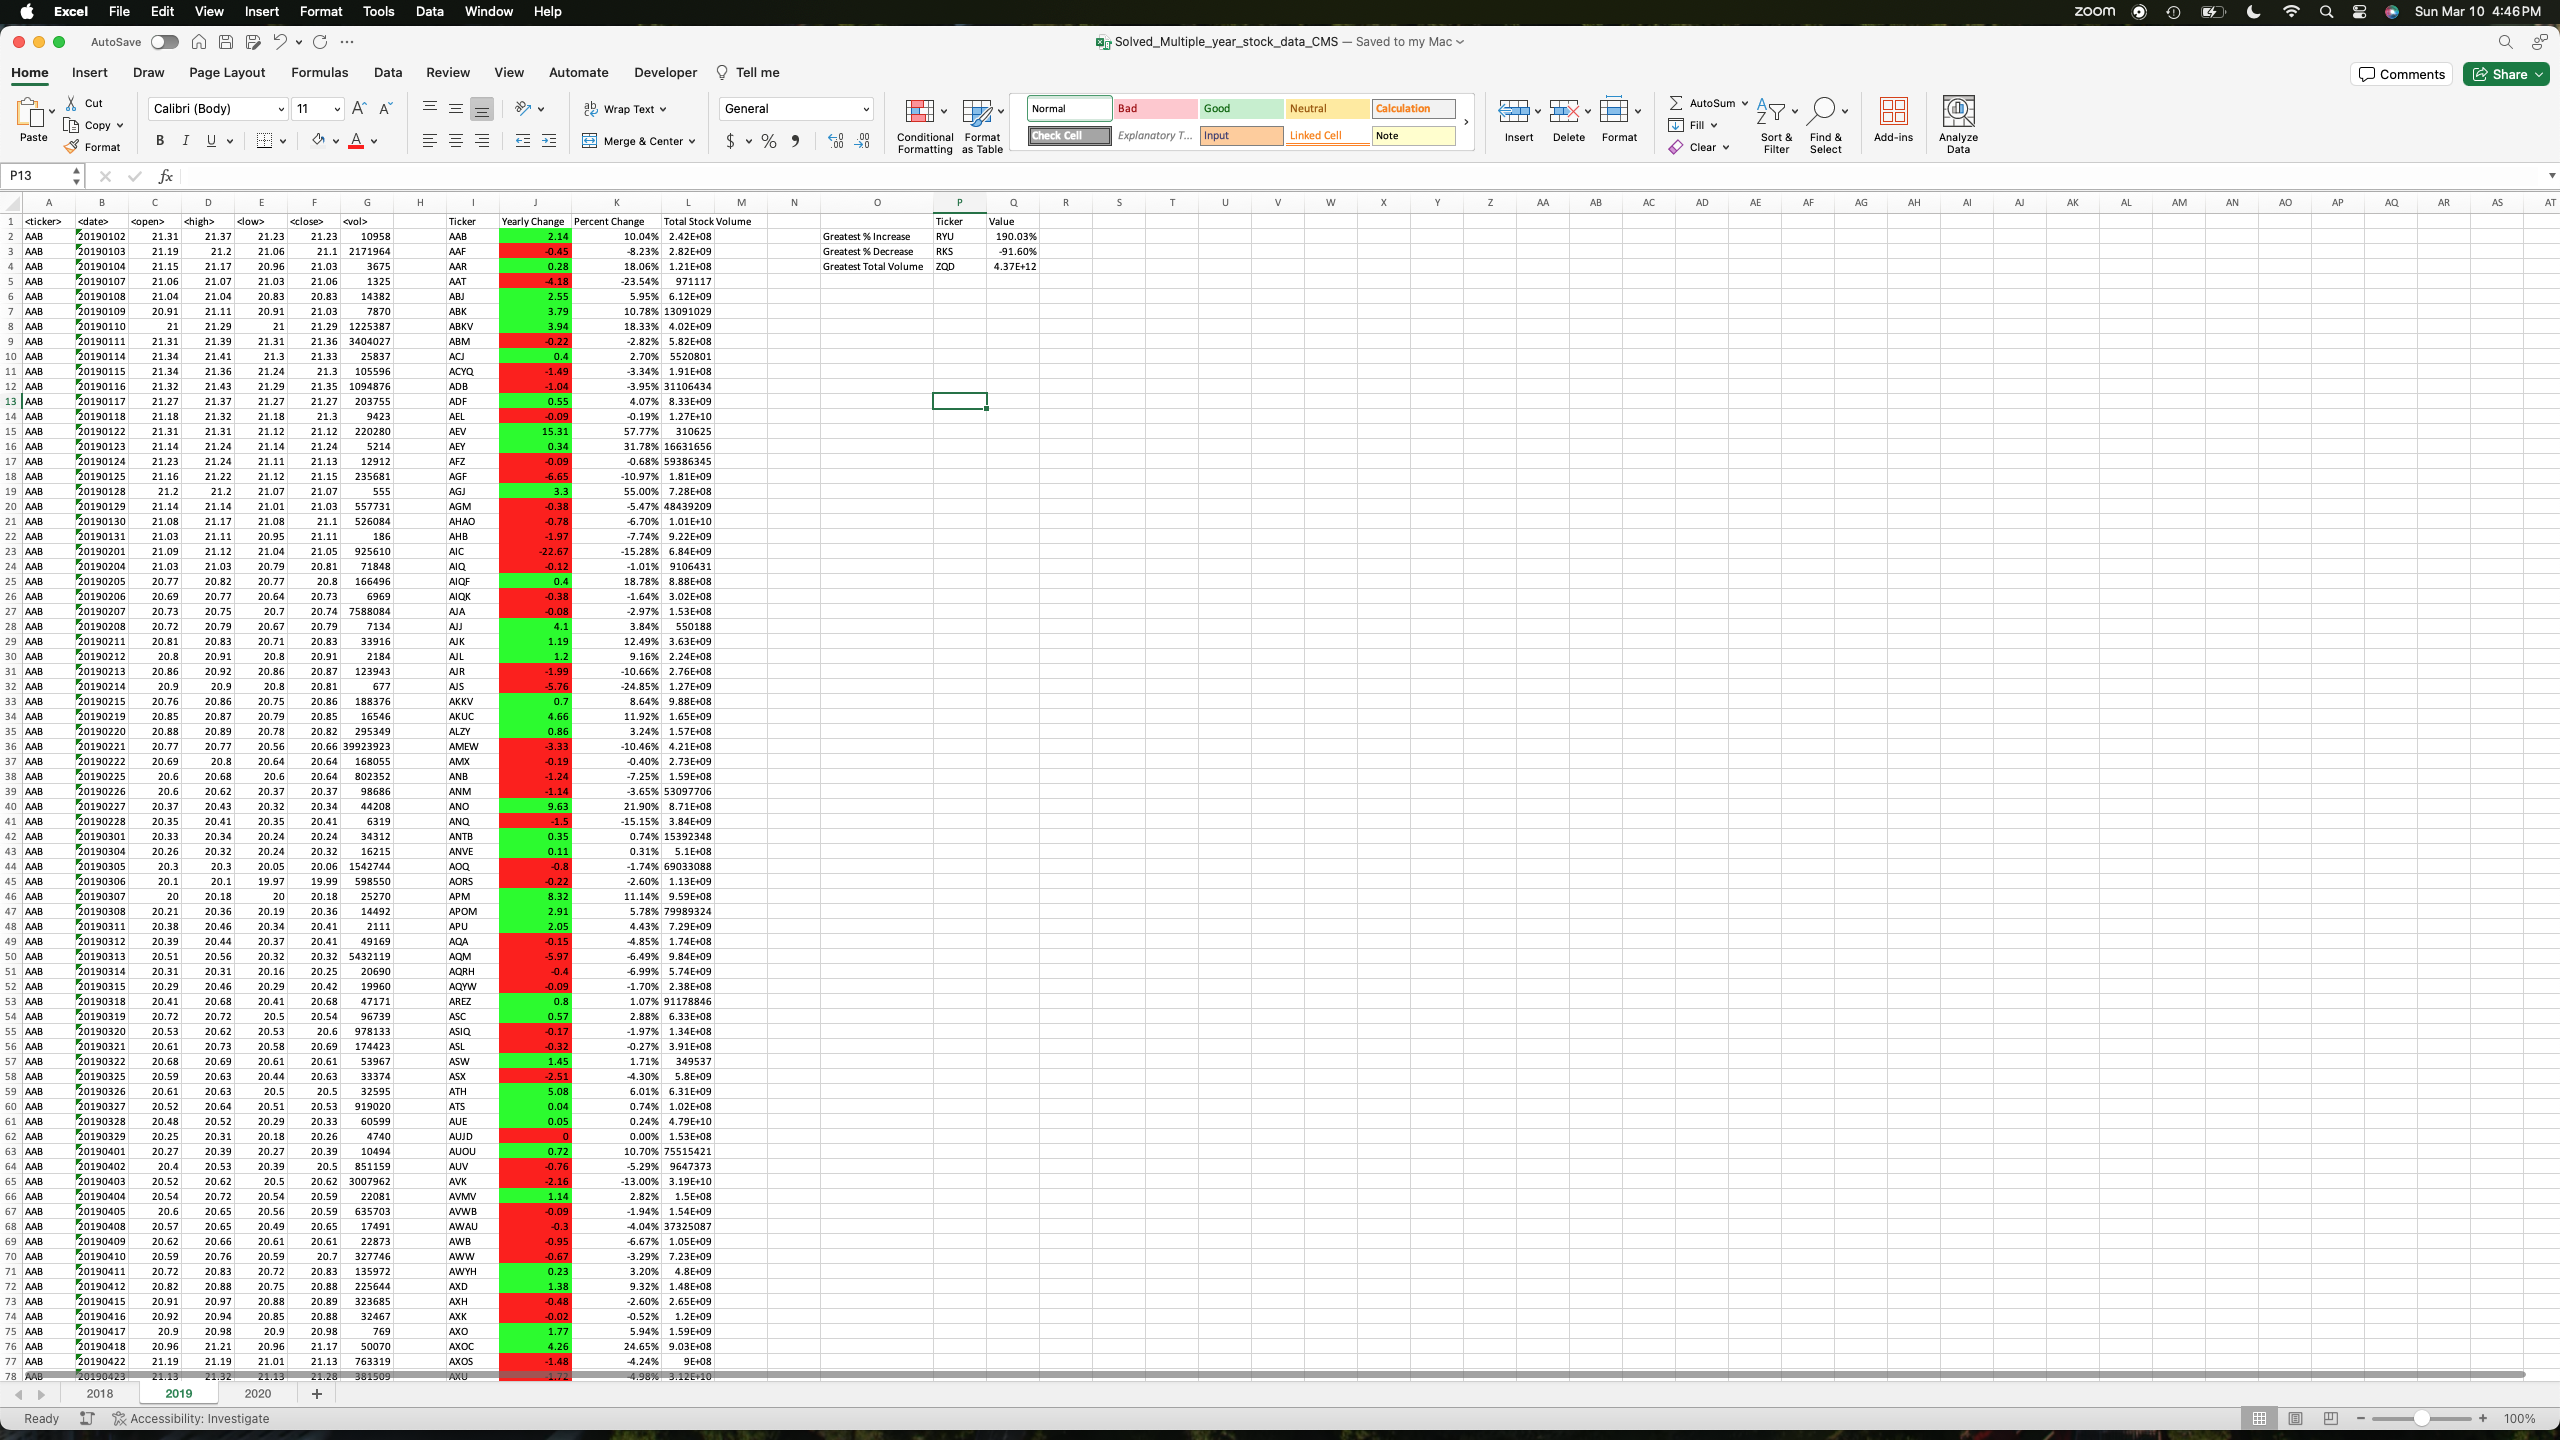 Excel File Edit View Insert Format Tools Data Window Help zoom Sun Mar 10 4:46 PM
AutoSave Solved_Multiple_year_stock_data_CMS — Saved to my Mac
Home Insert Draw Page Layout Formulas Data Review View Automate Developer Tell me Comments Share
Paste Cut Copy Format
Calibri (Body) 11 B I U
Wrap Text Merge & Center
General $ %
Conditional Formatting Format as Table
Normal Bad Good Neutral Calculation
Check Cell Explanatory T... Input Linked Cell Note
Insert Delete Format
AutoSum Fill Clear
Sort & Filter Find & Select Add-ins Analyze Data
P13 fx
A B C D E F G H I J K L M N O P Q R S T U V W X Y Z AA AB AC AD AE AF AG AH AI AJ AK AL AM AN AO AP AQ AR AS AT
1 <ticker> <date> <open> <high> <low> <close> <vol> Ticker Yearly Change Percent Change Total Stock Volume Ticker Value
2 AAB 20190102 21.31 21.37 21.23 21.23 10958 AAB 2.14 10.04% 2.42E+08 Greatest % Increase RYU 190.03%
3 AAB 20190103 21.19 21.2 21.06 21.1 2171964 AAF -0.45 -8.23% 2.82E+09 Greatest % Decrease RKS -91.60%
4 AAB 20190104 21.15 21.17 20.96 21.03 3675 AAR 0.28 18.06% 1.21E+08 Greatest Total Volume ZQD 4.37E+12
5 AAB 20190107 21.06 21.07 21.03 21.06 1325 AAT -4.18 -23.54% 971117
6 AAB 20190108 21.04 21.04 20.83 20.83 14382 ABJ 2.55 5.95% 6.12E+09
7 AAB 20190109 20.91 21.11 20.91 21.03 7870 ABK 3.79 10.78% 13091029
8 AAB 20190110 21 21.29 21 21.29 1225387 ABKV 3.94 18.33% 4.02E+09
9 AAB 20190111 21.31 21.39 21.31 21.36 3404027 ABM -0.22 -2.82% 5.82E+08
10 AAB 20190114 21.34 21.41 21.3 21.33 25837 ACJ 0.4 2.70% 5520801
11 AAB 20190115 21.34 21.36 21.24 21.3 105596 ACYQ -1.49 -3.34% 1.91E+08
12 AAB 20190116 21.32 21.43 21.29 21.35 1094876 ADB -1.04 -3.95% 31106434
13 AAB 20190117 21.27 21.37 21.27 21.27 203755 ADF 0.55 4.07% 8.33E+09
14 AAB 20190118 21.18 21.32 21.18 21.3 9423 AEL -0.09 -0.19% 1.27E+10
15 AAB 20190122 21.31 21.31 21.12 21.12 220280 AEV 15.31 57.77% 310625
16 AAB 20190123 21.14 21.24 21.14 21.24 5214 AEY 0.34 31.78% 16631656
17 AAB 20190124 21.23 21.24 21.11 21.13 12912 AFZ -0.09 -0.68% 59386345
18 AAB 20190125 21.16 21.22 21.12 21.15 235681 AGF -6.65 -10.97% 1.81E+09
19 AAB 20190128 21.2 21.2 21.07 21.07 555 AGJ 3.3 55.00% 7.28E+08
20 AAB 20190129 21.14 21.14 21.01 21.03 557731 AGM -0.38 -5.47% 48439209
21 AAB 20190130 21.08 21.17 21.08 21.1 526084 AHAO -0.78 -6.70% 1.01E+10
22 AAB 20190131 21.03 21.11 20.95 21.11 186 AHB -1.97 -7.74% 9.22E+09
23 AAB 20190201 21.09 21.12 21.04 21.05 925610 AIC -22.67 -15.28% 6.84E+09
24 AAB 20190204 21.03 21.03 20.79 20.81 71848 AIQ -0.12 -1.01% 9106431
25 AAB 20190205 20.77 20.82 20.77 20.8 166496 AIQF 0.4 18.78% 8.88E+08
26 AAB 20190206 20.69 20.77 20.64 20.73 6969 AIQK -0.38 -1.64% 3.02E+08
27 AAB 20190207 20.73 20.75 20.7 20.74 7588084 AJA -0.08 -2.97% 1.53E+08
28 AAB 20190208 20.72 20.79 20.67 20.79 7134 AJJ 4.1 3.84% 550188
29 AAB 20190211 20.81 20.83 20.71 20.83 33916 AJK 1.19 12.49% 3.63E+09
30 AAB 20190212 20.8 20.91 20.8 20.91 2184 AJL 1.2 9.16% 2.24E+08
31 AAB 20190213 20.86 20.92 20.86 20.87 123943 AJR -1.99 -10.66% 2.76E+08
32 AAB 20190214 20.9 20.9 20.8 20.81 677 AJS -5.76 -24.85% 1.27E+09
33 AAB 20190215 20.76 20.86 20.75 20.86 188376 AKKV 0.7 8.64% 9.88E+08
34 AAB 20190219 20.85 20.87 20.79 20.85 16546 AKUC 4.66 11.92% 1.65E+09
35 AAB 20190220 20.88 20.89 20.78 20.82 295349 ALZY 0.86 3.24% 1.57E+08
36 AAB 20190221 20.77 20.77 20.56 20.66 39923923 AMEW -3.33 -10.46% 4.21E+08
37 AAB 20190222 20.69 20.8 20.64 20.64 168055 AMX -0.19 -0.40% 2.73E+09
38 AAB 20190225 20.6 20.68 20.6 20.64 802352 ANB -1.24 -7.25% 1.59E+08
39 AAB 20190226 20.6 20.62 20.37 20.37 98686 ANM -1.14 -3.65% 53097706
40 AAB 20190227 20.37 20.43 20.32 20.34 44208 ANO 9.63 21.90% 8.71E+08
41 AAB 20190228 20.35 20.41 20.35 20.41 6319 ANQ -1.5 -15.15% 3.84E+09
42 AAB 20190301 20.33 20.34 20.24 20.24 34312 ANTB 0.35 0.74% 15392348
43 AAB 20190304 20.26 20.32 20.24 20.32 16215 ANVE 0.11 0.31% 5.1E+08
44 AAB 20190305 20.3 20.3 20.05 20.06 1542744 AOQ -0.8 -1.74% 69033088
45 AAB 20190306 20.1 20.1 19.97 19.99 598550 AORS -0.22 -2.60% 1.13E+09
46 AAB 20190307 20 20.18 20 20.18 25270 APM 8.32 11.14% 9.59E+08
47 AAB 20190308 20.21 20.36 20.19 20.36 14492 APOM 2.91 5.78% 79989324
48 AAB 20190311 20.38 20.46 20.34 20.41 2111 APU 2.05 4.43% 7.29E+09
49 AAB 20190312 20.39 20.44 20.37 20.41 49169 AQA -0.15 -4.85% 1.74E+08
50 AAB 20190313 20.51 20.56 20.32 20.32 5432119 AQM -5.97 -6.49% 9.84E+09
51 AAB 20190314 20.31 20.31 20.16 20.25 20690 AQRH -0.4 -6.99% 5.74E+09
52 AAB 20190315 20.29 20.46 20.29 20.42 19960 AQYW -0.09 -1.70% 2.38E+08
53 AAB 20190318 20.41 20.68 20.41 20.68 47171 AREZ 0.8 1.07% 91178846
54 AAB 20190319 20.72 20.72 20.5 20.54 96739 ASC 0.57 2.88% 6.33E+08
55 AAB 20190320 20.53 20.62 20.53 20.6 978133 ASIQ -0.17 -1.97% 1.34E+08
56 AAB 20190321 20.61 20.73 20.58 20.69 174423 ASL -0.32 -0.27% 3.91E+08
57 AAB 20190322 20.68 20.69 20.61 20.61 53967 ASW 1.45 1.71% 349537
58 AAB 20190325 20.59 20.63 20.44 20.63 33374 ASX -2.51 -4.30% 5.8E+09
59 AAB 20190326 20.61 20.63 20.5 20.5 32595 ATH 5.08 6.01% 6.31E+09
60 AAB 20190327 20.52 20.64 20.51 20.53 919020 ATS 0.04 0.74% 1.02E+08
61 AAB 20190328 20.48 20.52 20.29 20.33 60599 AUE 0.05 0.24% 4.79E+10
62 AAB 20190329 20.25 20.31 20.18 20.26 4740 AUJD 0 0.00% 1.53E+08
63 AAB 20190401 20.27 20.39 20.27 20.39 10494 AUOU 0.72 10.70% 75515421
64 AAB 20190402 20.4 20.53 20.39 20.5 851159 AUV -0.76 -5.29% 9647373
65 AAB 20190403 20.52 20.62 20.5 20.62 3007962 AVK -2.16 -13.00% 3.19E+10
66 AAB 20190404 20.54 20.72 20.54 20.59 22081 AVMV 1.14 2.82% 1.5E+08
67 AAB 20190405 20.6 20.65 20.56 20.59 635703 AVWB -0.09 -1.94% 1.54E+09
68 AAB 20190408 20.57 20.65 20.49 20.65 17491 AWAU -0.3 -4.04% 37325087
69 AAB 20190409 20.62 20.66 20.61 20.61 22873 AWB -0.95 -6.67% 1.05E+09
70 AAB 20190410 20.59 20.76 20.59 20.7 327746 AWW -0.67 -3.29% 7.23E+09
71 AAB 20190411 20.72 20.83 20.72 20.83 135972 AWYH 0.23 3.20% 4.8E+09
72 AAB 20190412 20.82 20.88 20.75 20.88 225644 AXD 1.38 9.32% 1.48E+08
73 AAB 20190415 20.91 20.97 20.88 20.89 323685 AXH -0.48 -2.60% 2.65E+09
74 AAB 20190416 20.92 20.94 20.85 20.88 32467 AXK -0.02 -0.52% 1.2E+09
75 AAB 20190417 20.9 20.98 20.9 20.98 769 AXO 1.77 5.94% 1.59E+09
76 AAB 20190418 20.96 21.21 20.96 21.17 50070 AXOC 4.26 24.65% 9.03E+08
77 AAB 20190422 21.19 21.19 21.01 21.13 763319 AXOS -1.48 -4.24% 9E+08
78 AAB 20190423 21.13 21.32 21.13 21.28 381509 AXU -1.72 -4.98% 3.12E+10
2018 2019 2020 +
Ready Accessibility: Investigate 100%